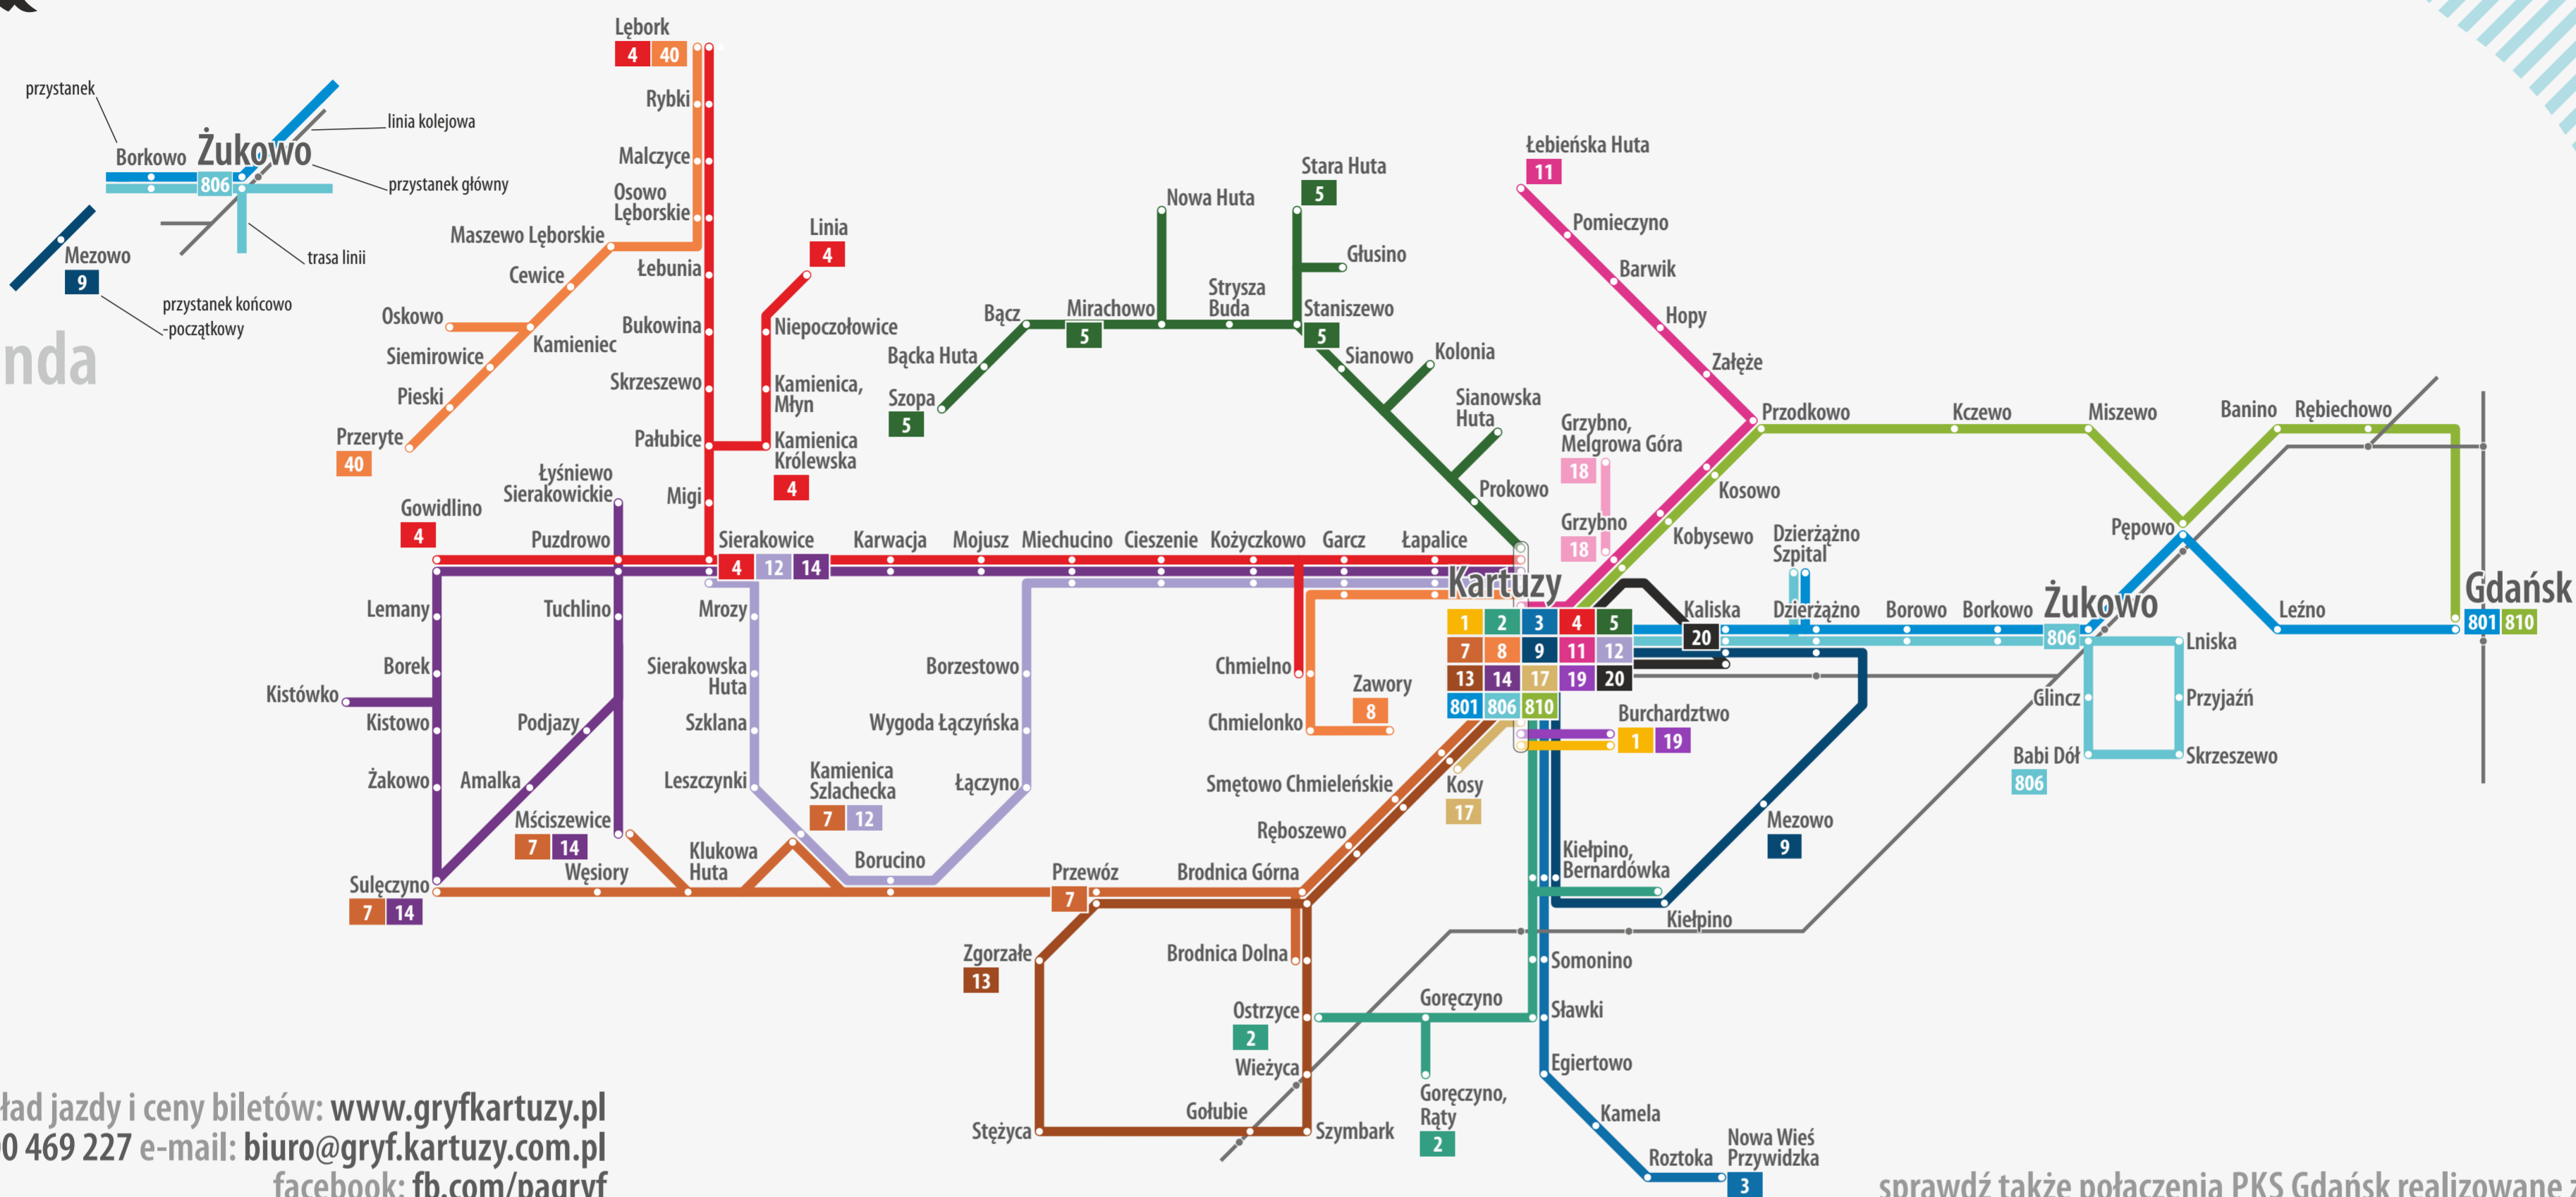 Lębork
4 40
Rybki
Malczyce
Osowo
Lęborskie
Maszewo Lęborskie
Cewice
Łebunia
Oskowo
Kamieniec
Siemirowice
Pieski
Przeryte
40
Bukowina
Skrzeszewo
Pałubice
Migi
Linia
4
Niepoczołowice
Kamienica,
Młyn
Kamienica
Królewska
4
przystanek
linia kolejowa
Borkowo
Żukowo
806
przystanek główny
Mezowo
9
trasa linii
przystanek końcowo
-początkowy
nda
Stara Huta
5
Nowa Huta
Głusino
Strysza
Buda
Mirachowo
5
Staniszewo
5
Bącz
Bącka Huta
Szopa
5
Sianowo
Kolonia
Sianowska
Huta
Prokowo
Łebieńska Huta
11
Pomieczyno
Barwik
Hopy
Załęże
Przodkowo
Kczewo
Miszewo
Banino
Rębiechowo
Grzybno,
Melgrowa Góra
18
Grzybno
18
Kosowo
Kobysewo
Pępowo
Dzierżążno
Szpital
Łyśniewo
Sierakowickie
Gowidlino
4
Puzdrowo
Sierakowice
4 12 14
Karwacja
Mojusz
Miechucino
Cieszenie
Kożyczkowo
Garcz
Łapalice
Kartuzy
1 2 3 4 5
7 8 9 11 12
13 14 17 19 20
801 806 810
20
Kaliska
Dzierżążno
Borowo
Borkowo
Żukowo
806
Leźno
Gdańsk
801 810
Lniska
Glincz
Przyjaźń
Babi Dół
806
Skrzeszewo
Burchardztwo
1 19
Lemany
Tuchlino
Mrozy
Borek
Sierakowska
Huta
Borzestowo
Chmielno
Kistówko
Kistowo
Podjazy
Szklana
Wygoda Łączyńska
Chmielonko
Zawory
8
Żakowo
Amalka
Leszczynki
Kamienica
Szlachecka
7 12
Łączyno
Smętowo Chmieleńskie
Kosy
17
Mściszewice
7 14
Ręboszewo
Mezowo
9
Sulęczyno
7 14
Węsiory
Klukowa
Huta
Borucino
Przewóz
7
Brodnica Górna
Kiełpino,
Bernardówka
Kiełpino
Zgorzałe
13
Brodnica Dolna
Somonino
Ostrzyce
2
Goręczyno
Sławki
Wieżyca
Egiertowo
Goręczyno,
Rąty
2
Stężyca
Gołubie
Szymbark
Kamela
Roztoka
Nowa Wieś
Przywidzka
3
ład jazdy i ceny biletów: www.gryfkartuzy.pl
0 469 227 e-mail: biuro@gryf.kartuzy.com.pl
facebook: fb.com/pagryf
sprawdź także połączenia PKS Gdańsk realizowane